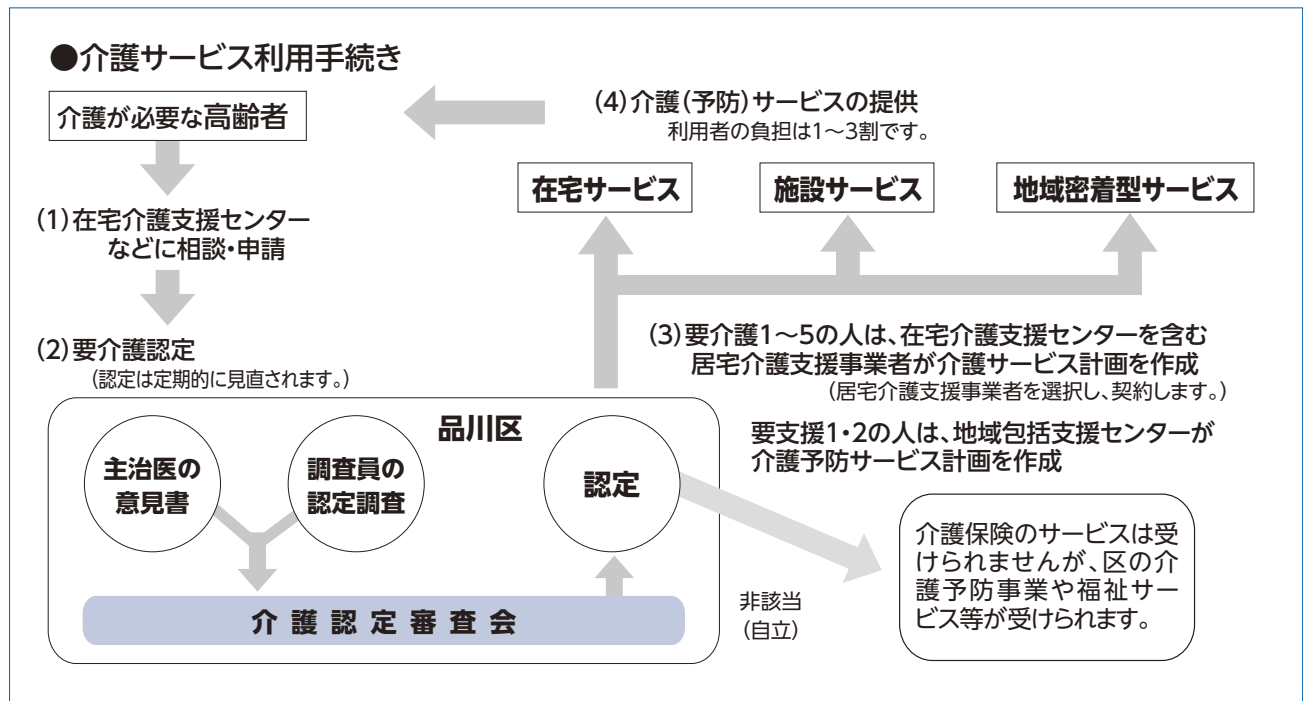 ●介護サービス利用手続き
介護が必要な高齢者
(1)在宅介護支援センター
などに相談・申請
(2)要介護認定
(認定は定期的に見直されます。)
品川区
主治医の
意見書
調査員の
認定調査
認定
介護認定審査会
(3)要介護1～5の人は、在宅介護支援センターを含む
居宅介護支援事業者が介護サービス計画を作成
(居宅介護支援事業者を選択し、契約します。)
要支援1・2の人は、地域包括支援センターが
介護予防サービス計画を作成
非該当
(自立)
介護保険のサービスは受
けられませんが、区の介
護予防事業や福祉サー
ビス等が受けられます。
在宅サービス
施設サービス
地域密着型サービス
(4)介護(予防)サービスの提供
利用者の負担は1～3割です。